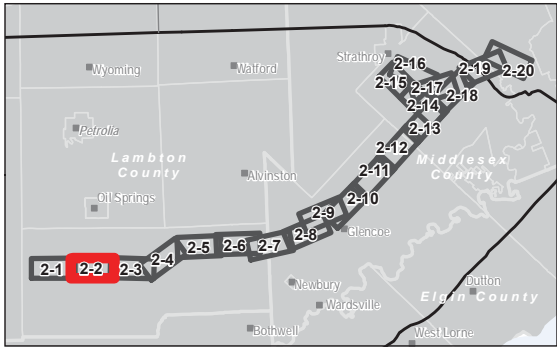 Strathroy
2-16
2-19
2-20
Wyoming
Watford
2-15
2-17
2-18
2-14
Petrolia
2-13
2-12
Lambton
County
Middlesex
County
2-11
Alvinston
Oil Springs
2-10
2-9
2-8
Glencoe
2-5
2-6
2-7
2-4
2-1
2-2
2-3
Newbury
Dutton
Elgin County
Wardsville
Bothwell
West Lorne